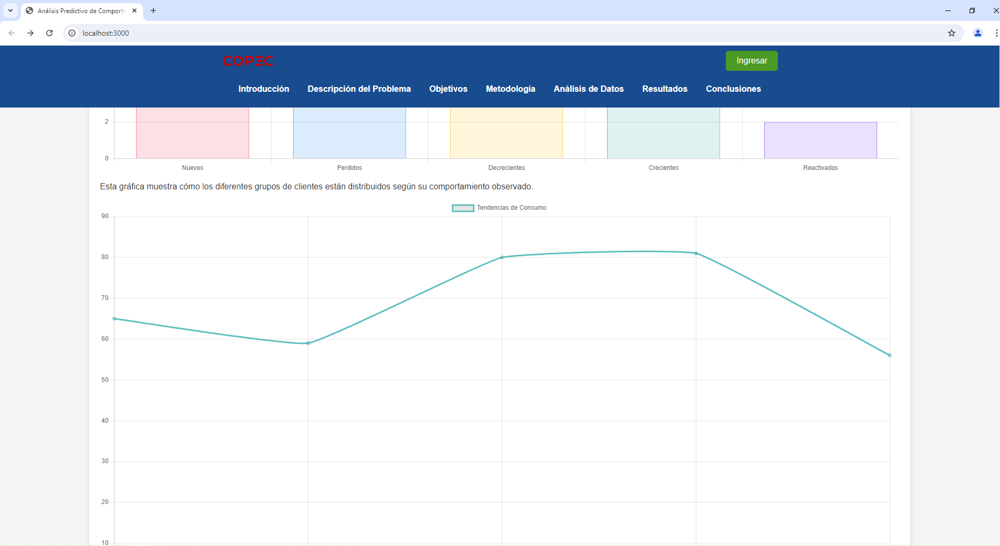 Análisis Predictivo de Comporta
localhost:3000
COPEC
Ingresar
Introducción Descripción del Problema Objetivos Metodología Análisis de Datos Resultados Conclusiones
2
0
Nuevos Perdidos Decrecientes Crecientes Reactivados
Esta gráfica muestra cómo los diferentes grupos de clientes están distribuidos según su comportamiento observado.
Tendencias de Consumo
90
80
70
60
50
40
30
20
10